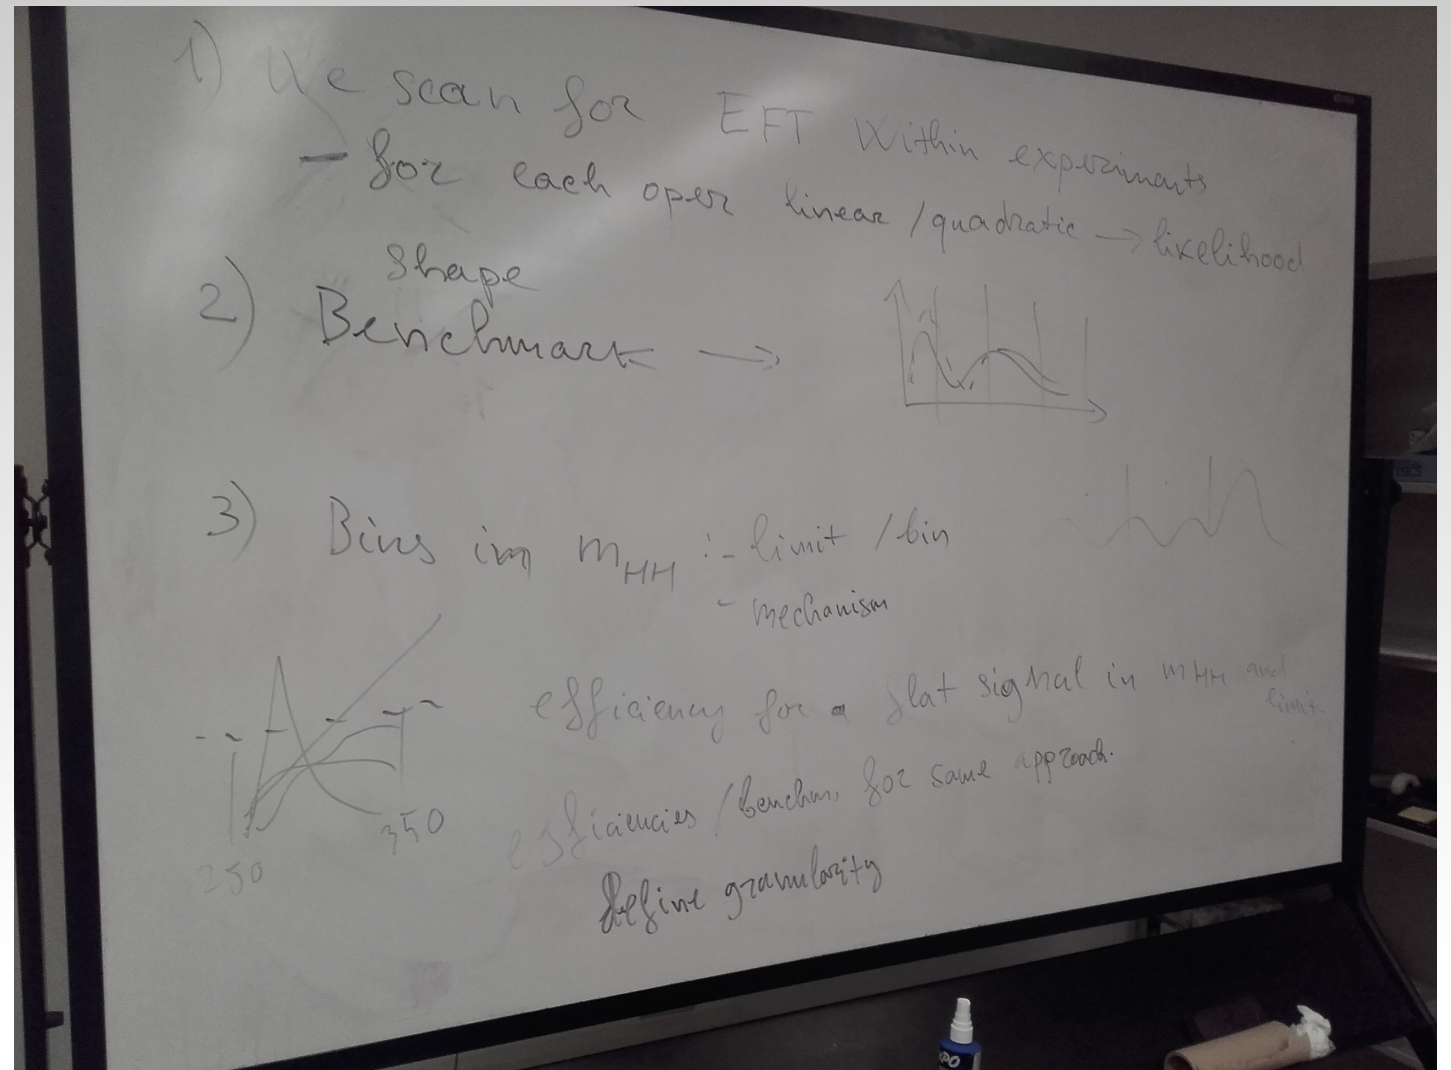 1) We scan for EFT within experiments
- for each oper linear / quadratic → likelihood
shape
2) Benchmark →
3) Bins in mHH :- limit / bin
- mechanism
efficiency for a flat signal in mHH and limit.
efficiencies / benchm. for same approach.
Define granularity
250
350